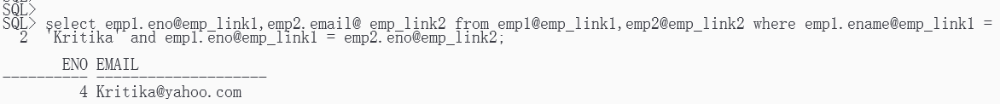 SQL>
SQL> select emp1.eno@emp_link1,emp2.email@ emp_link2 from emp1@emp_link1,emp2@emp_link2 where emp1.ename@emp_link1 =
2 'Kritika' and emp1.eno@emp_link1 = emp2.eno@emp_link2;
ENO EMAIL
---------- --------------------
4 Kritika@yahoo.com